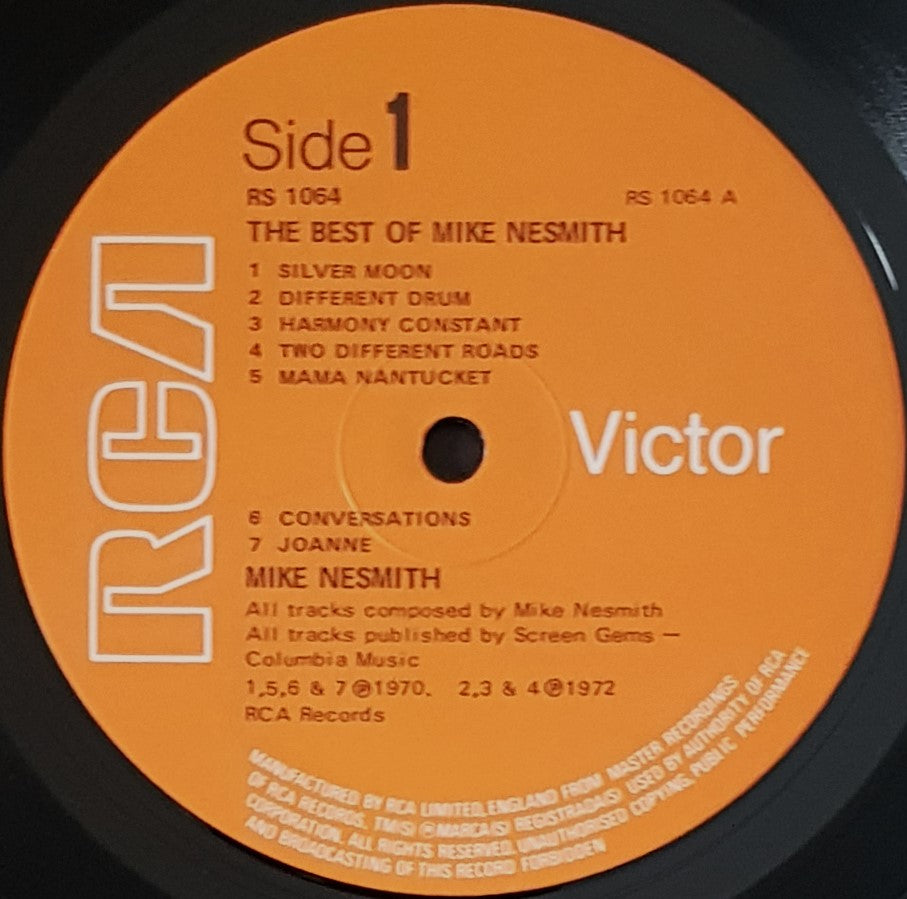 Side 1
RS 1064
RS 1064 A
THE BEST OF MIKE NESMITH
1 SILVER MOON
2 DIFFERENT DRUM
3 HARMONY CONSTANT
4 TWO DIFFERENT ROADS
5 MAMA NANTUCKET
RCA
Victor
6 CONVERSATIONS
7 JOANNE
MIKE NESMITH
All tracks composed by Mike Nesmith
All tracks published by Screen Gems –
Columbia Music
1,5,6 & 7 ℗1970. 2,3 & 4 ℗1972
RCA Records
MANUFACTURED BY RCA LIMITED, ENGLAND FROM MASTER RECORDINGS
OF RCA RECORDS. TM(S) ® MARCA(S) REGISTRADA(S) USED BY AUTHORITY OF RCA
CORPORATION. ALL RIGHTS RESERVED. UNAUTHORISED COPYING, PUBLIC PERFORMANCE
AND BROADCASTING OF THIS RECORD FORBIDDEN